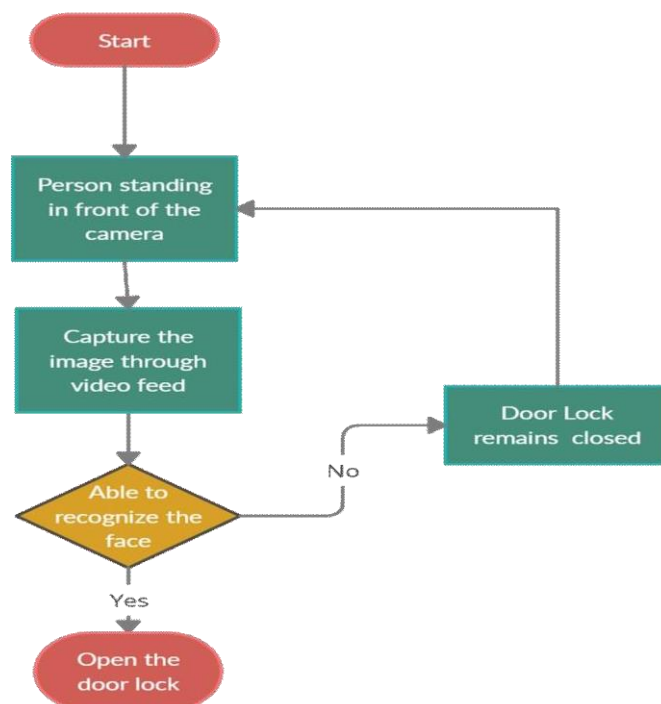 Start
Person standing
in front of the
camera
Capture the
image through
video feed
Door Lock
remains closed
No
Able to
recognize the
face
Yes
Open the
door lock